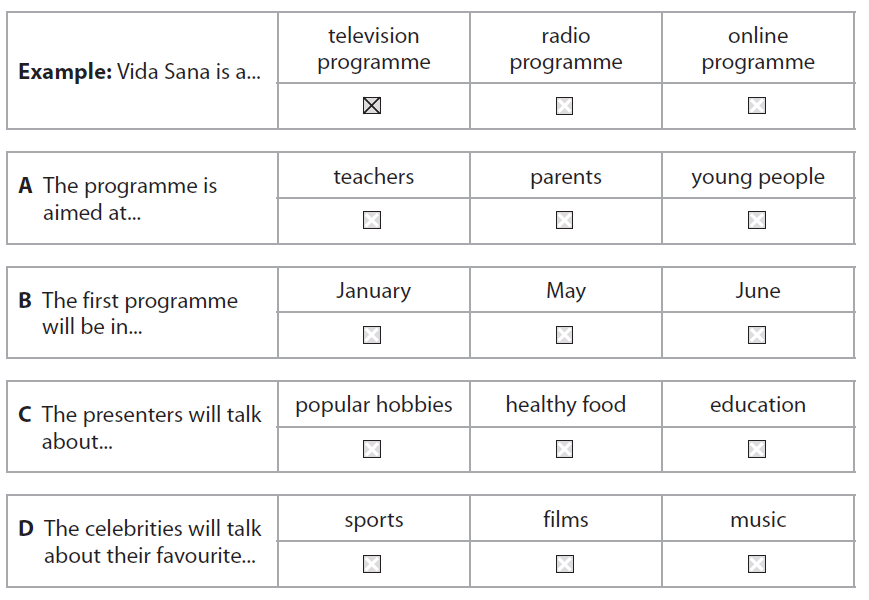 Example: Vida Sana is a...
television
programme
radio
programme
online
programme
A The programme is
aimed at...
teachers
parents
young people
B The first programme
will be in...
January
May
June
C The presenters will talk
about...
popular hobbies
healthy food
education
D The celebrities will talk
about their favourite...
sports
films
music